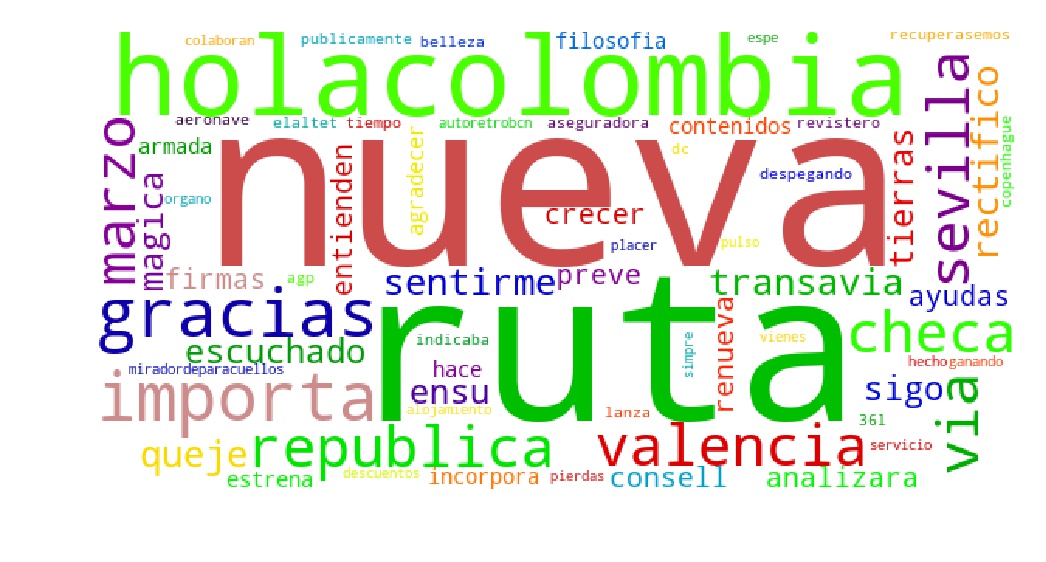 colaboran
publicamente
belleza
filosofia
espe
recuperasemos
holacolombia
aeronave
elaltet
tiempo
autoretrobcn
aseguradora
contenidos
revistero
sevilla
rectifico
copenhague
marzo
armada
magica
organo
entienden
agradecer
nueva
dc
despegando
tierras
crecer
placer
pulso
firmas
agp
sentirme
preve
transavia
ayudas
gracias
ruta
checa
escuchado
indicaba
simpre
renueva
vienes
hechoganando
miradordeparacuellos
hace
importa
ensu
alojamiento
lanza
sigo
via
361
queje
republica
valencia
servicio
estrena
descuentos
incorpora
pierdas
consell
analizara